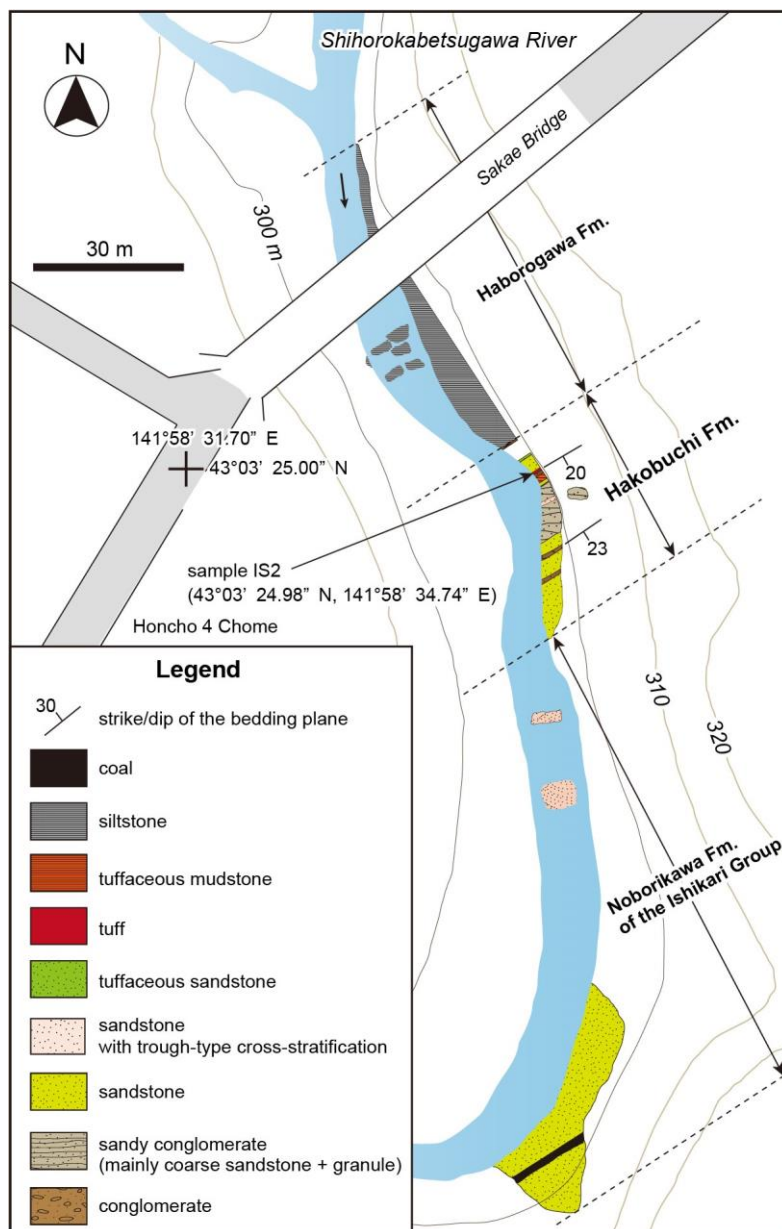 Shihorokabetsugawa River
N
Sakae Bridge
300 m
30 m
Haborogawa Fm.
141°58’ 31.70” E
43°03’ 25.00” N
20
Hakobuchi Fm.
23
sample IS2
(43°03’ 24.98” N, 141°58’ 34.74” E)
Honcho 4 Chome
310
320
Noborikawa Fm.
of the Ishikari Group
Legend
30
strike/dip of the bedding plane
coal
siltstone
tuffaceous mudstone
tuff
tuffaceous sandstone
sandstone
with trough-type cross-stratification
sandstone
sandy conglomerate
(mainly coarse sandstone + granule)
conglomerate